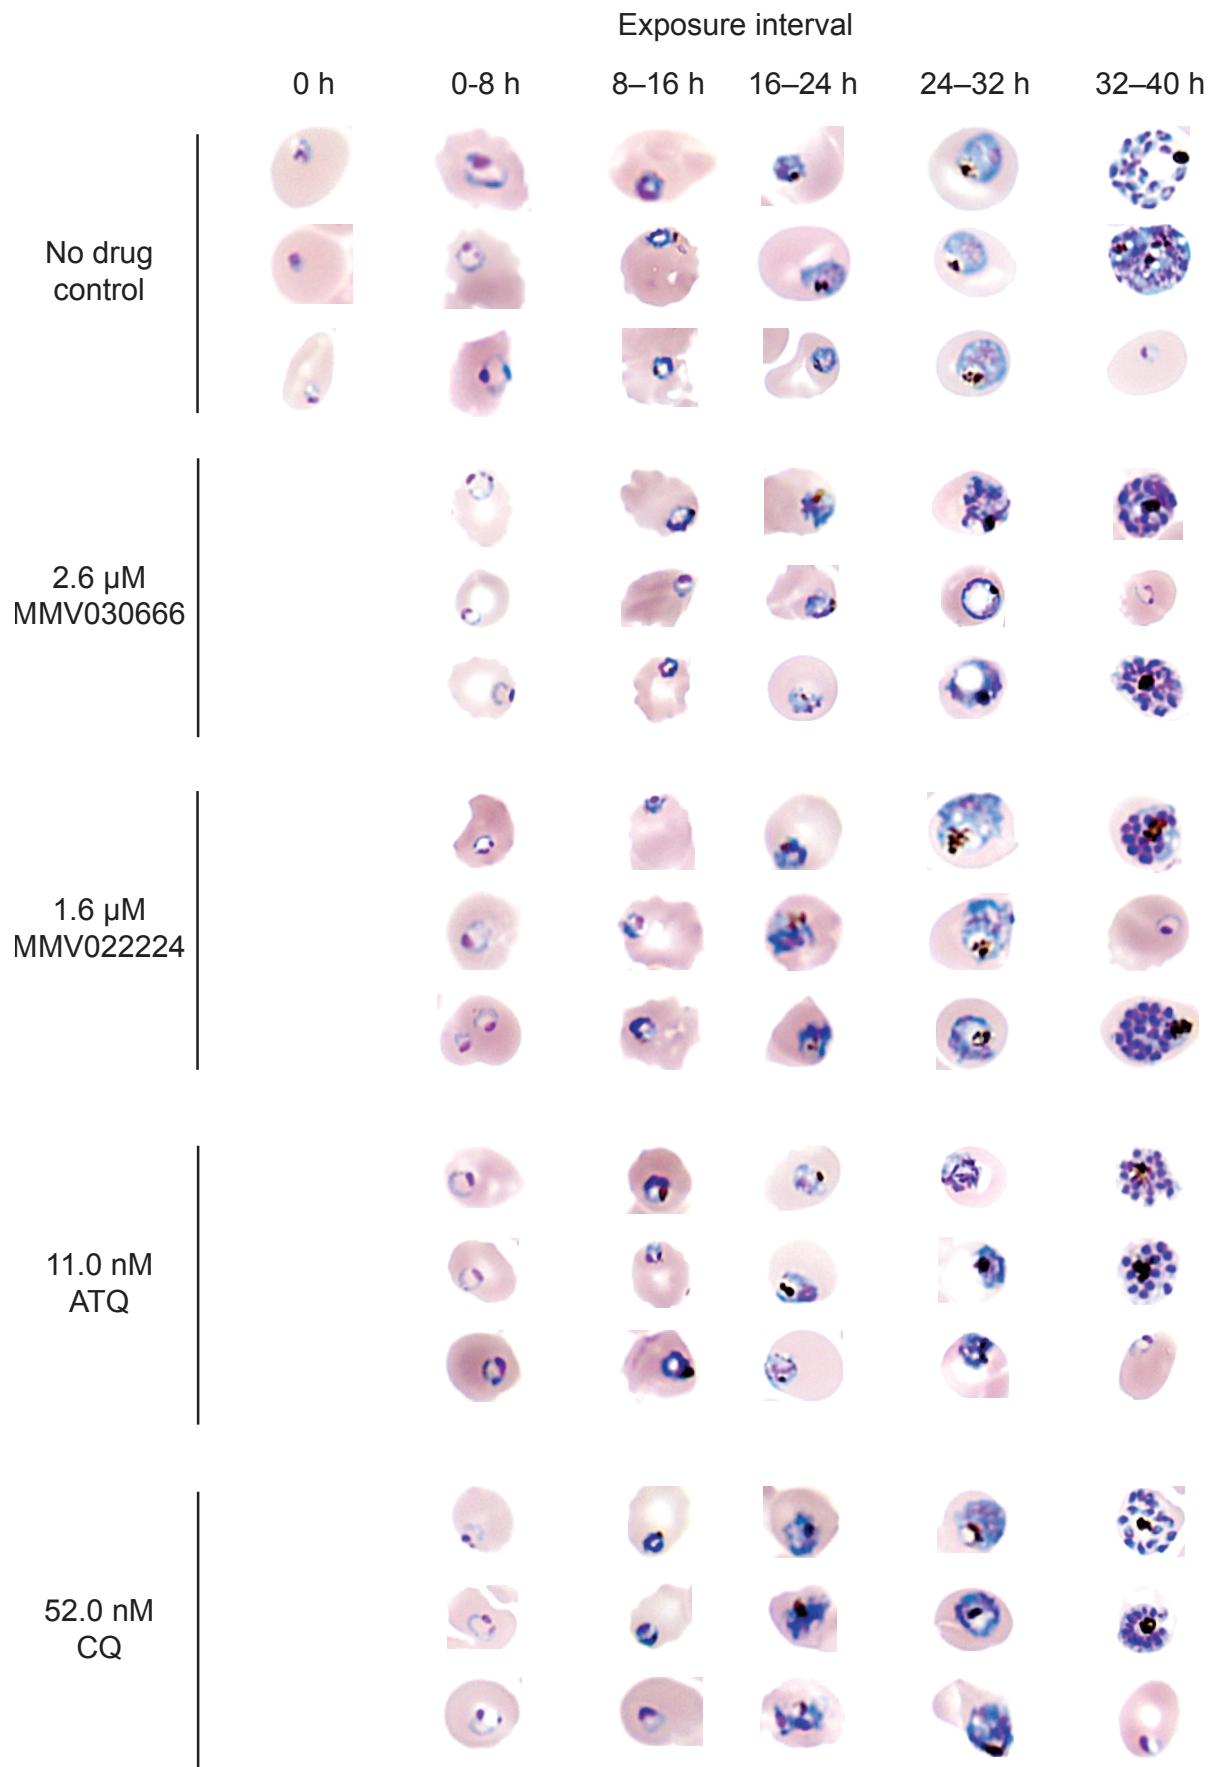 Exposure interval
0 h 0-8 h 8–16 h 16–24 h 24–32 h 32–40 h
No drug
control
2.6 µM
MMV030666
1.6 µM
MMV022224
11.0 nM
ATQ
52.0 nM
CQ